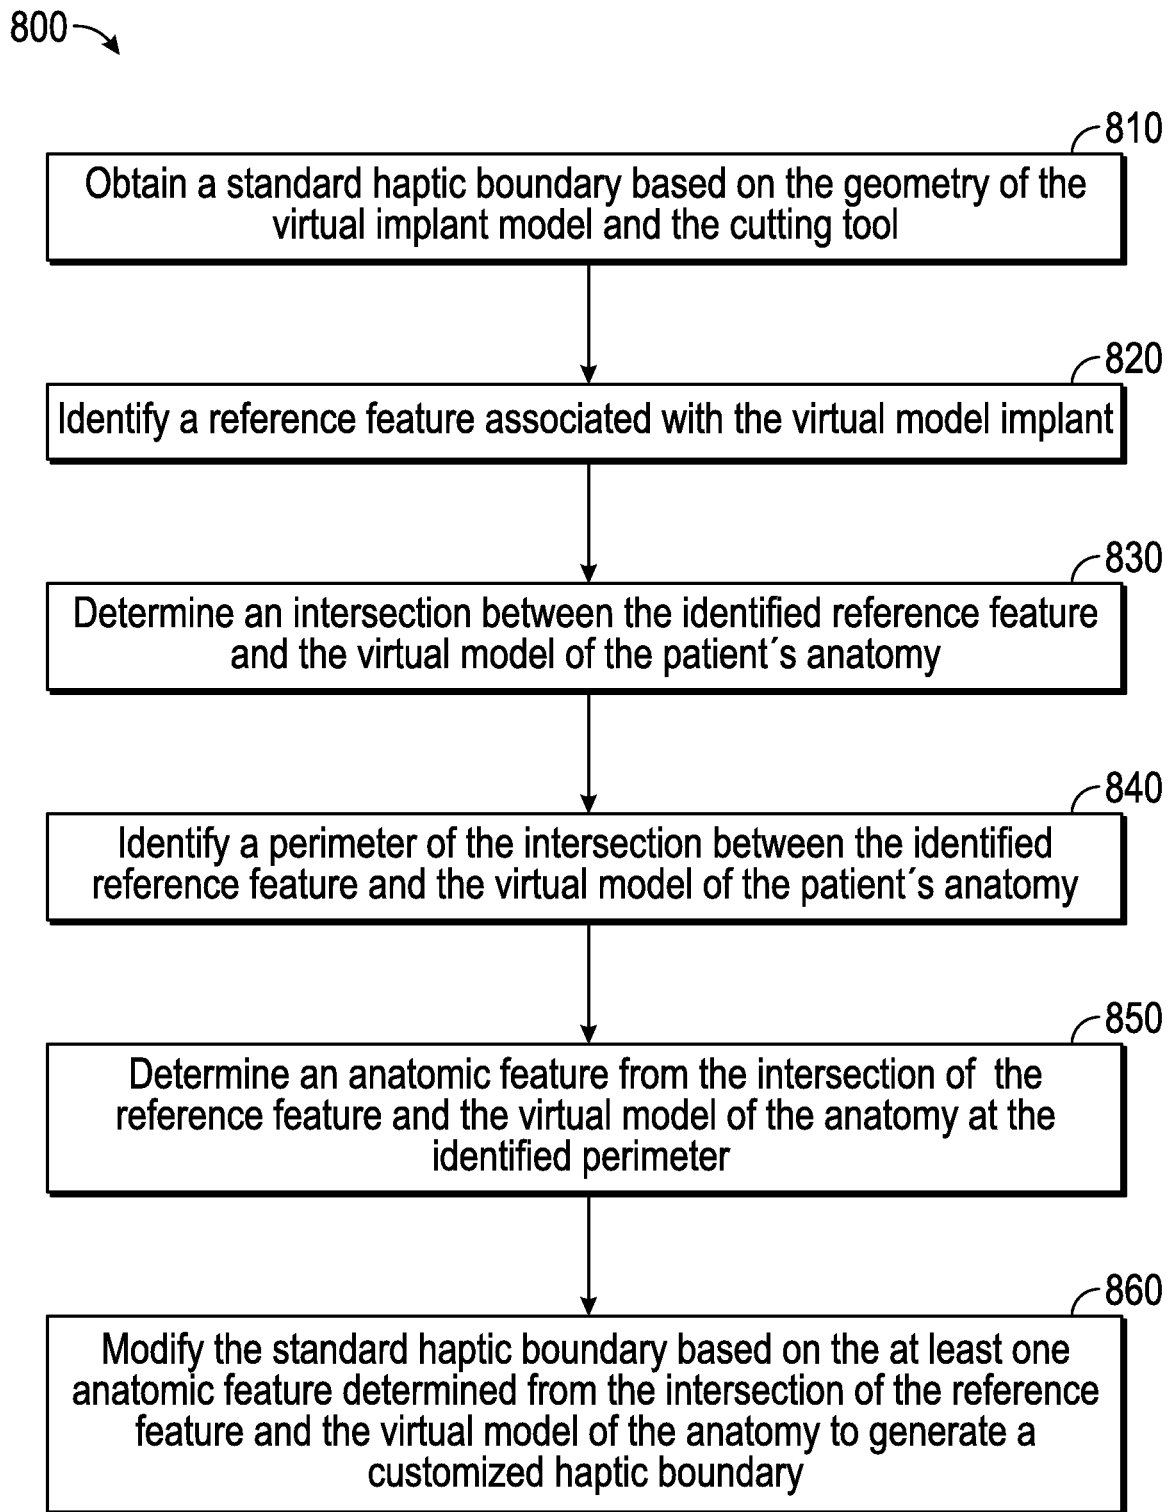 800
810
Obtain a standard haptic boundary based on the geometry of the
virtual implant model and the cutting tool
820
Identify a reference feature associated with the virtual model implant
830
Determine an intersection between the identified reference feature
and the virtual model of the patient´s anatomy
840
Identify a perimeter of the intersection between the identified
reference feature and the virtual model of the patient´s anatomy
850
Determine an anatomic feature from the intersection of the
reference feature and the virtual model of the anatomy at the
identified perimeter
860
Modify the standard haptic boundary based on the at least one
anatomic feature determined from the intersection of the reference
feature and the virtual model of the anatomy to generate a
customized haptic boundary